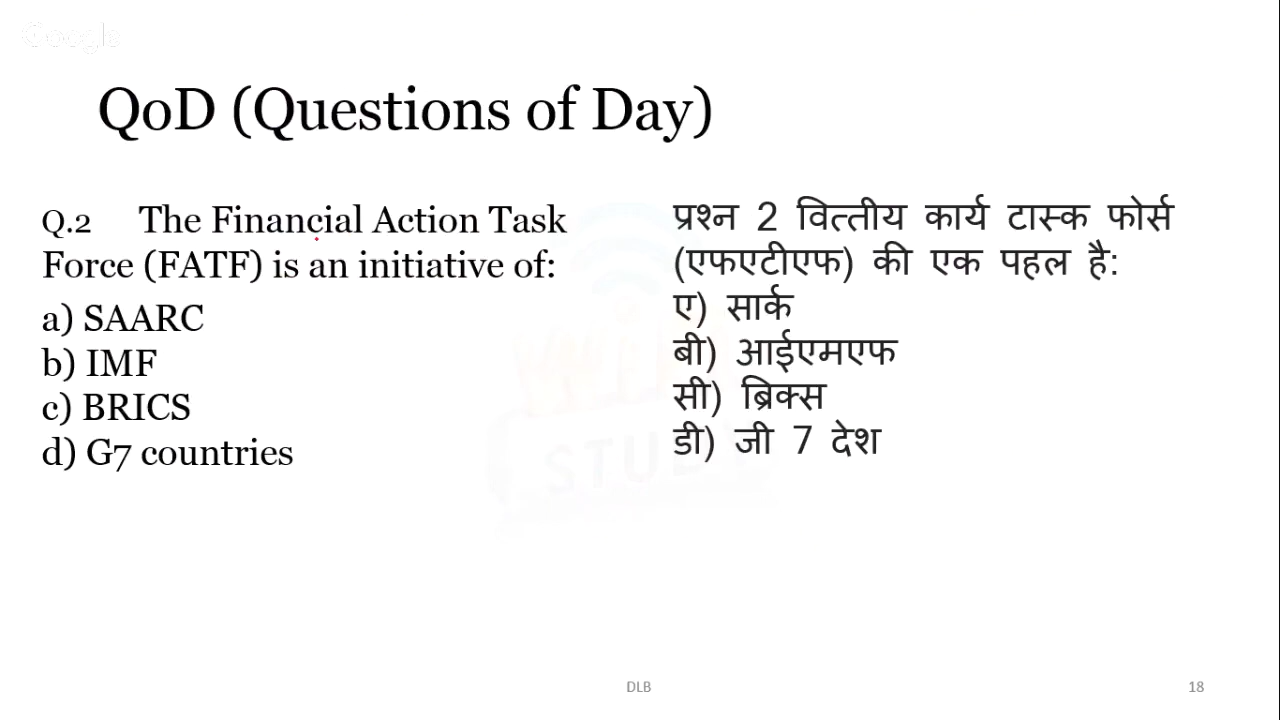 Google
QoD (Questions of Day)
Q.2 The Financial Action Task
Force (FATF) is an initiative of:
a) SAARC
b) IMF
c) BRICS
d) G7 countries
प्रश्न 2 वित्तीय कार्य टास्क फोर्स
(एफएटीएफ) की एक पहल है:
ए) सार्क
बी) आईएमएफ
सी) ब्रिक्स
डी) जी 7 देश
DLB
18